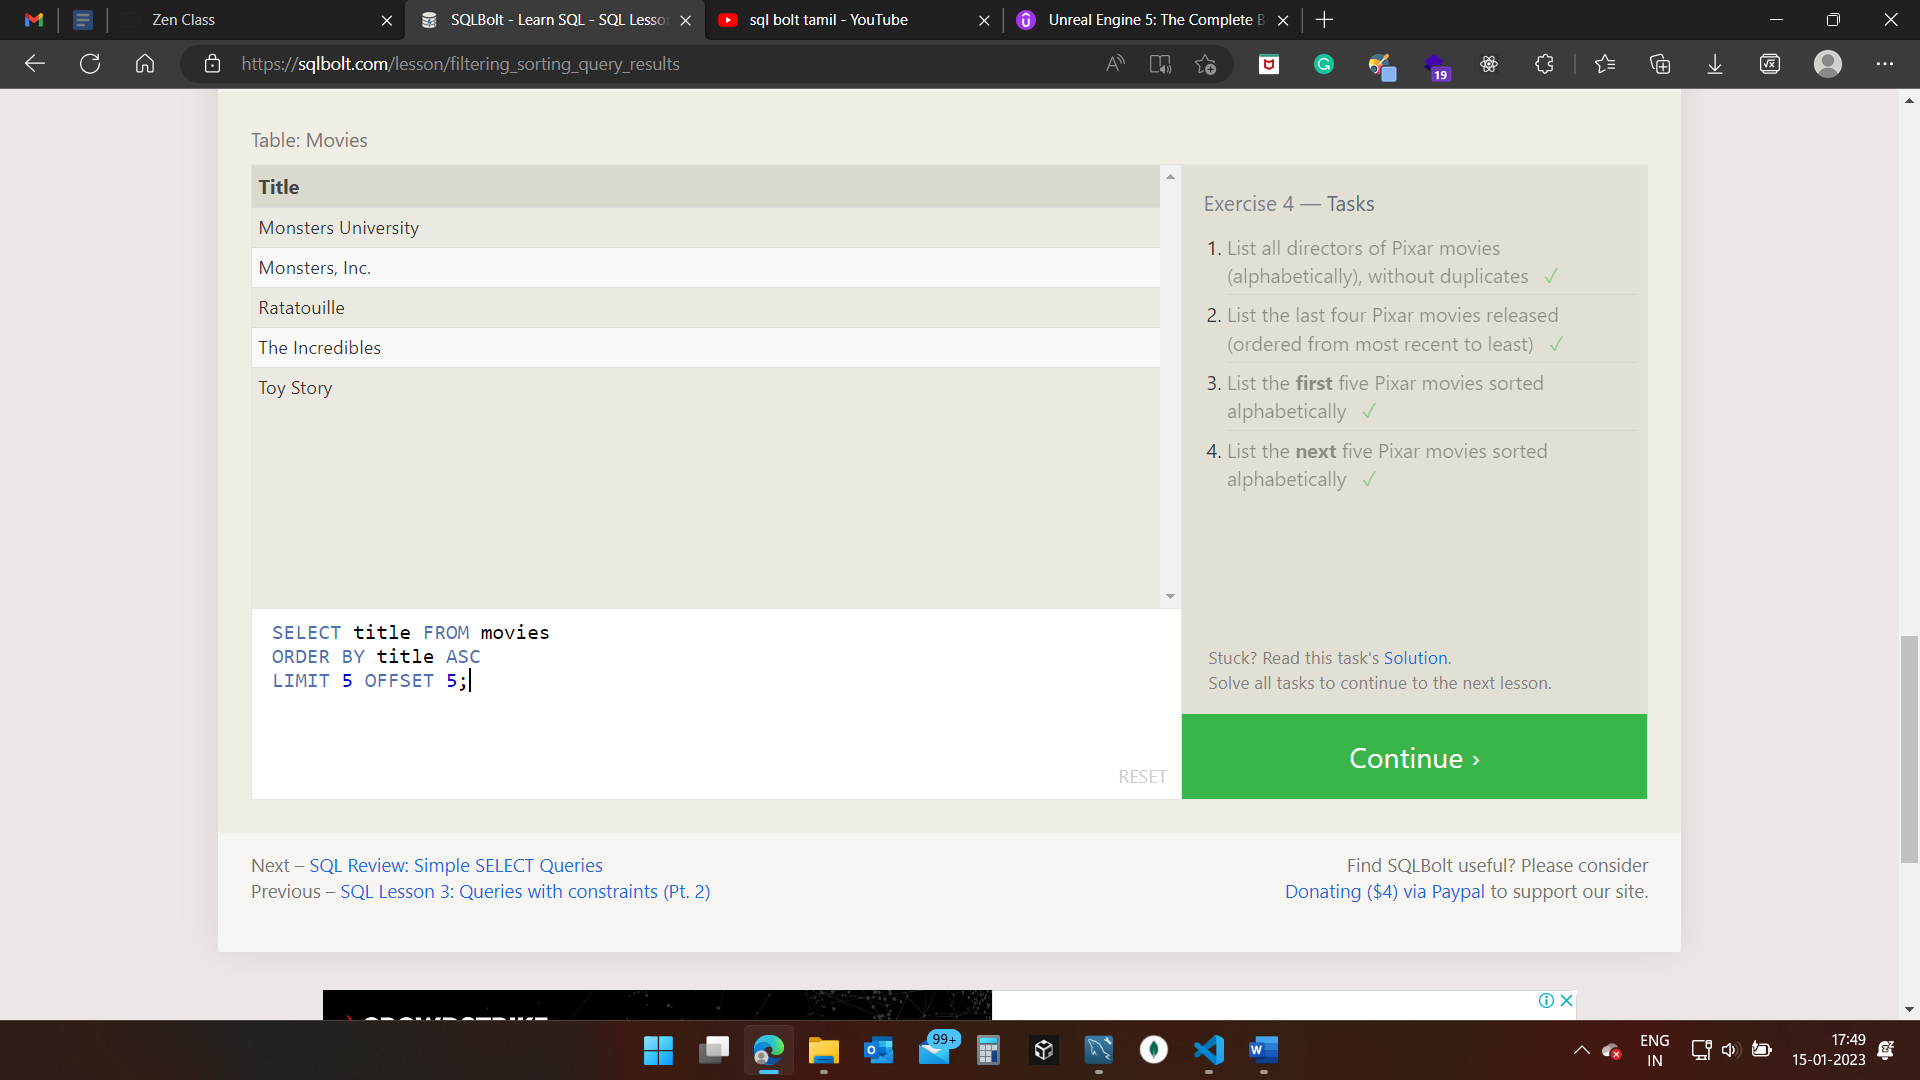 Zen Class
SQLBolt - Learn SQL - SQL Lesso
sql bolt tamil - YouTube
Unreal Engine 5: The Complete B
https://sqlbolt.com/lesson/filtering_sorting_query_results
19
Table: Movies
Title
Monsters University
Monsters, Inc.
Ratatouille
The Incredibles
Toy Story
SELECT title FROM movies
ORDER BY title ASC
LIMIT 5 OFFSET 5;
RESET
Exercise 4 — Tasks
1. List all directors of Pixar movies
(alphabetically), without duplicates ✓
2. List the last four Pixar movies released
(ordered from most recent to least) ✓
3. List the first five Pixar movies sorted
alphabetically ✓
4. List the next five Pixar movies sorted
alphabetically ✓
Stuck? Read this task's Solution.
Solve all tasks to continue to the next lesson.
Continue ›
Next – SQL Review: Simple SELECT Queries
Previous – SQL Lesson 3: Queries with constraints (Pt. 2)
Find SQLBolt useful? Please consider
Donating ($4) via Paypal to support our site.
CROWDSTRIKE
99+
ENG
IN
17:49
15-01-2023